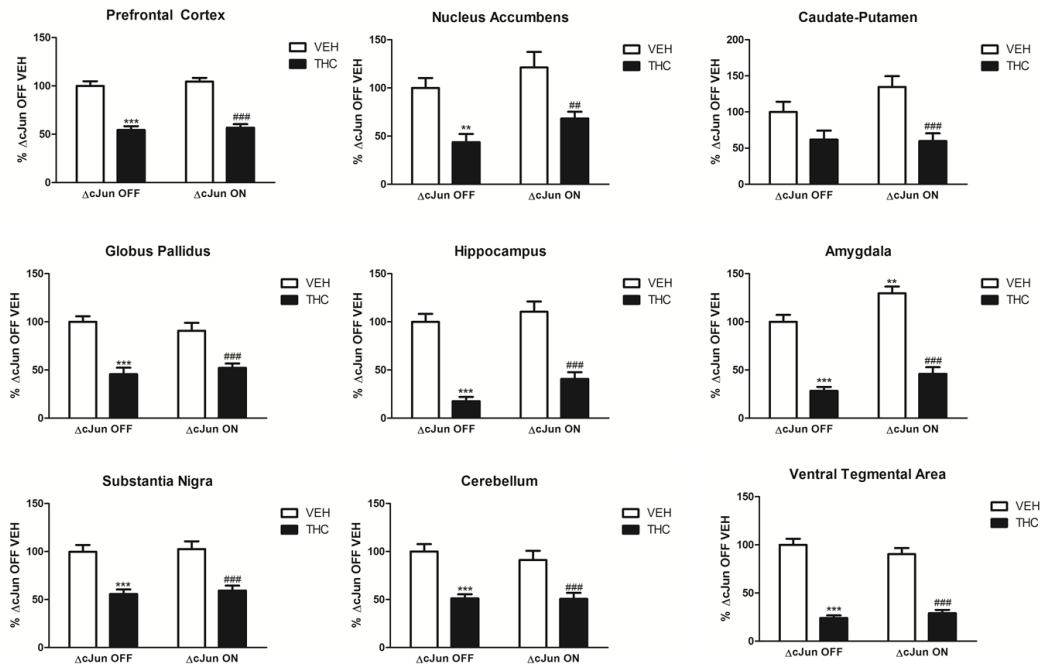 Prefrontal Cortex
% ΔcJun OFF VEH
150
100
50
0
***
###
ΔcJun OFF
ΔcJun ON
VEH
THC
Nucleus Accumbens
% ΔcJun OFF VEH
150
100
50
0
**
##
ΔcJun OFF
ΔcJun ON
VEH
THC
Caudate-Putamen
% ΔcJun OFF VEH
200
150
100
50
0
###
ΔcJun OFF
ΔcJun ON
VEH
THC
Globus Pallidus
% ΔcJun OFF VEH
150
100
50
0
***
###
ΔcJun OFF
ΔcJun ON
VEH
THC
Hippocampus
% ΔcJun OFF VEH
150
100
50
0
***
###
ΔcJun OFF
ΔcJun ON
VEH
THC
Amygdala
% ΔcJun OFF VEH
150
100
50
0
***
**
###
ΔcJun OFF
ΔcJun ON
VEH
THC
Substantia Nigra
% ΔcJun OFF VEH
150
100
50
0
***
###
ΔcJun OFF
ΔcJun ON
VEH
THC
Cerebellum
% ΔcJun OFF VEH
150
100
50
0
***
###
ΔcJun OFF
ΔcJun ON
VEH
THC
Ventral Tegmental Area
% ΔcJun OFF VEH
150
100
50
0
***
###
ΔcJun OFF
ΔcJun ON
VEH
THC